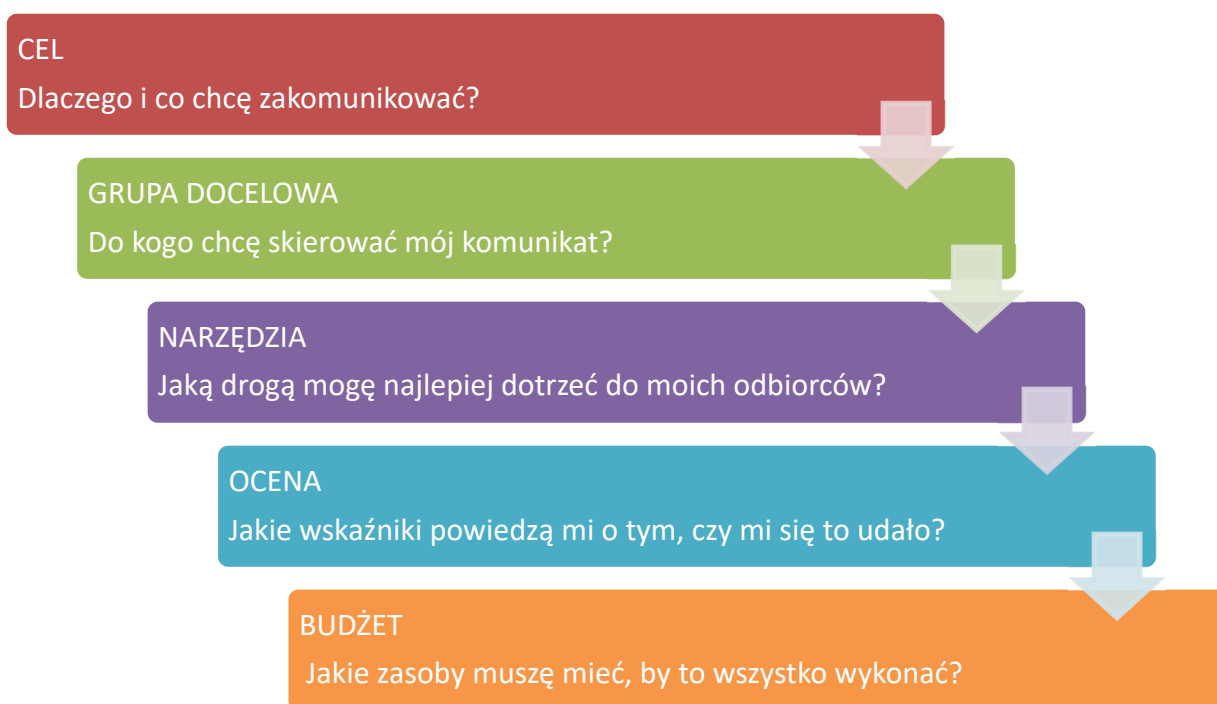 CEL
Dlaczego i co chcę zakomunikować?
GRUPA DOCELOWA
Do kogo chcę skierować mój komunikat?
NARZĘDZIA
Jaką drogą mogę najlepiej dotrzeć do moich odbiorców?
OCENA
Jakie wskaźniki powiedzą mi o tym, czy mi się to udało?
BUDŻET
Jakie zasoby muszę mieć, by to wszystko wykonać?